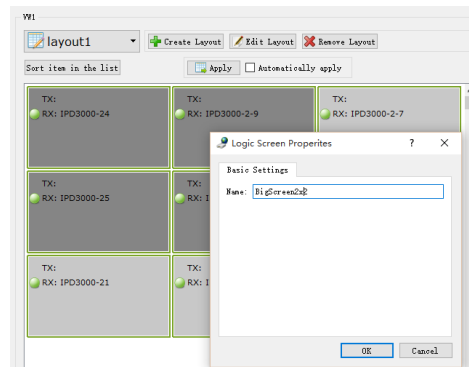 VW1
layout1
Create Layout
Edit Layout
Remove Layout
Sort item in the list
Apply
Automatically apply
TX:
RX: IPD3000-24
TX:
RX: IPD3000-2-9
TX:
RX: IPD3000-2-7
Logic Screen Properites
?
X
Basic Settings
Name: BigScreen2x2
TX:
RX: IPD3000-25
TX:
RX: I
TX:
RX: IPD3000-21
TX:
RX: I
OK
Cancel